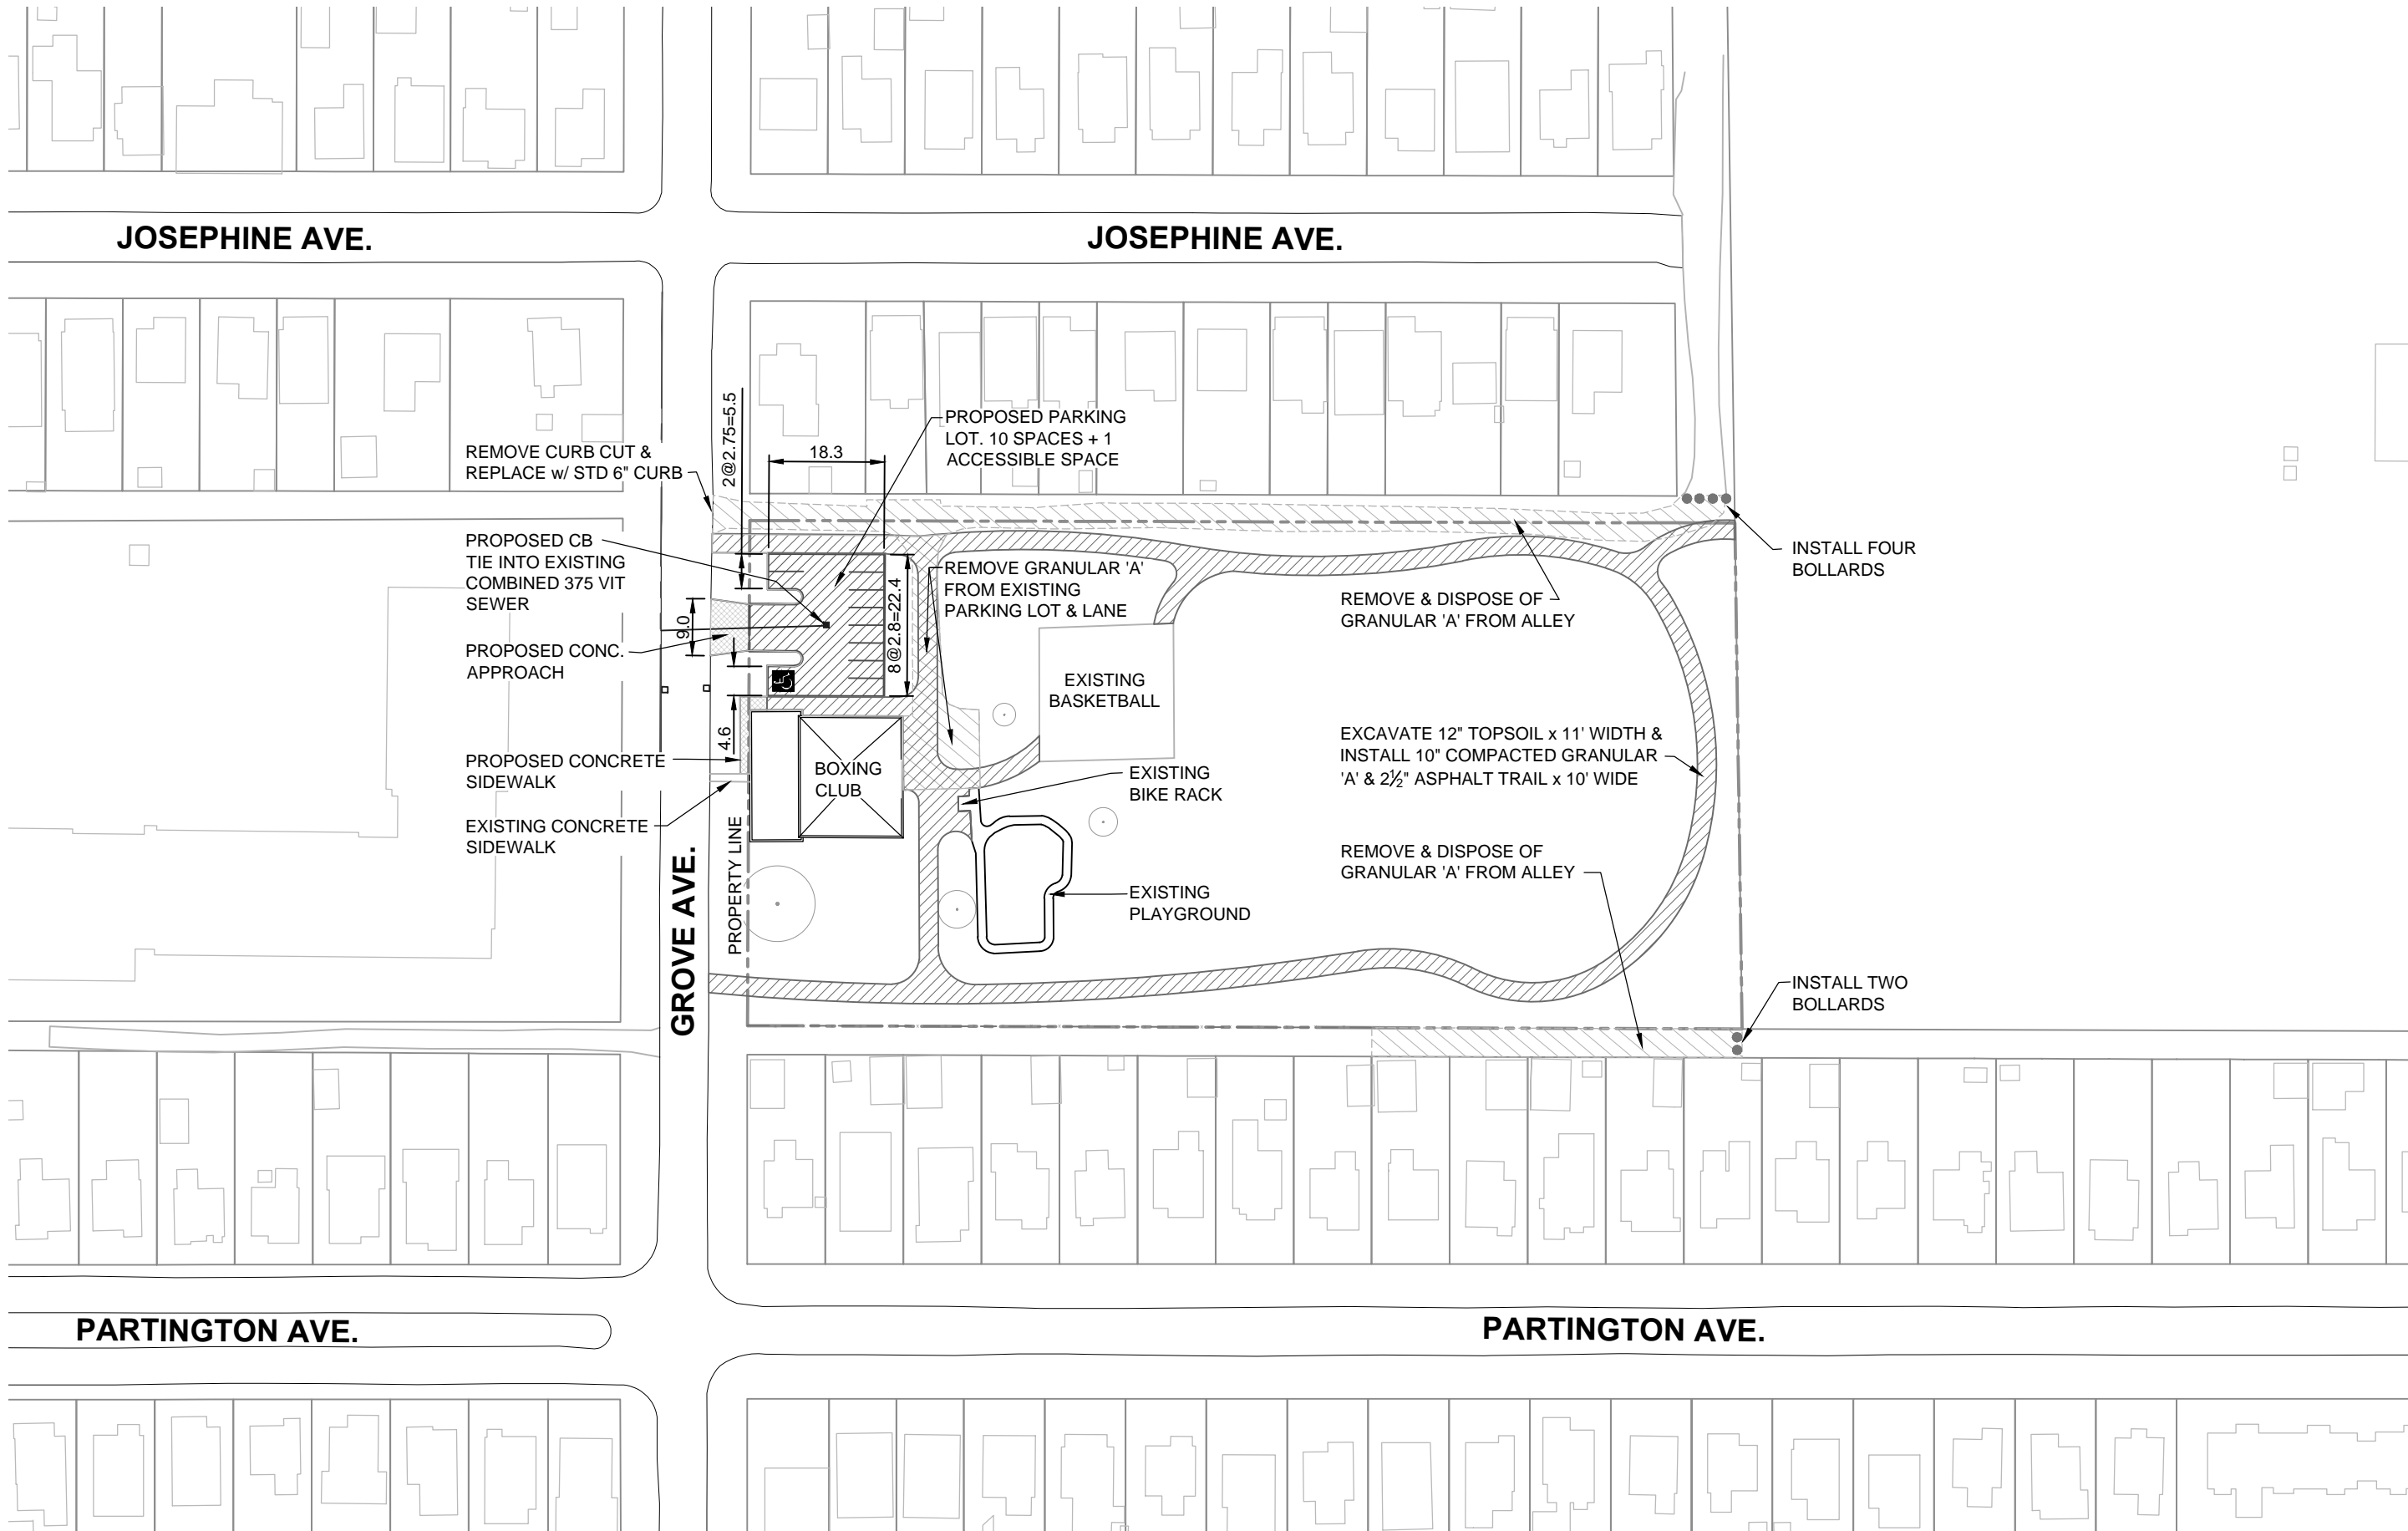 JOSEPHINE AVE.
JOSEPHINE AVE.
2@2.75=5.5
18.3
PROPOSED PARKING
LOT. 10 SPACES + 1
ACCESSIBLE SPACE
REMOVE CURB CUT &
REPLACE w/ STD 6" CURB
PROPOSED CB
TIE INTO EXISTING
COMBINED 375 VIT
SEWER
9.0
PROPOSED CONC.
APPROACH
8@2.8=22.4
REMOVE GRANULAR 'A'
FROM EXISTING
PARKING LOT & LANE
INSTALL FOUR
BOLLARDS
REMOVE & DISPOSE OF
GRANULAR 'A' FROM ALLEY
EXISTING
BASKETBALL
4.6
PROPOSED CONCRETE
SIDEWALK
EXISTING CONCRETE
SIDEWALK
BOXING
CLUB
EXISTING
BIKE RACK
EXCAVATE 12" TOPSOIL x 11' WIDTH &
INSTALL 10" COMPACTED GRANULAR
'A' & 2½" ASPHALT TRAIL x 10' WIDE
PROPERTY LINE
GROVE AVE.
EXISTING
PLAYGROUND
REMOVE & DISPOSE OF
GRANULAR 'A' FROM ALLEY
INSTALL TWO
BOLLARDS
PARTINGTON AVE.
PARTINGTON AVE.